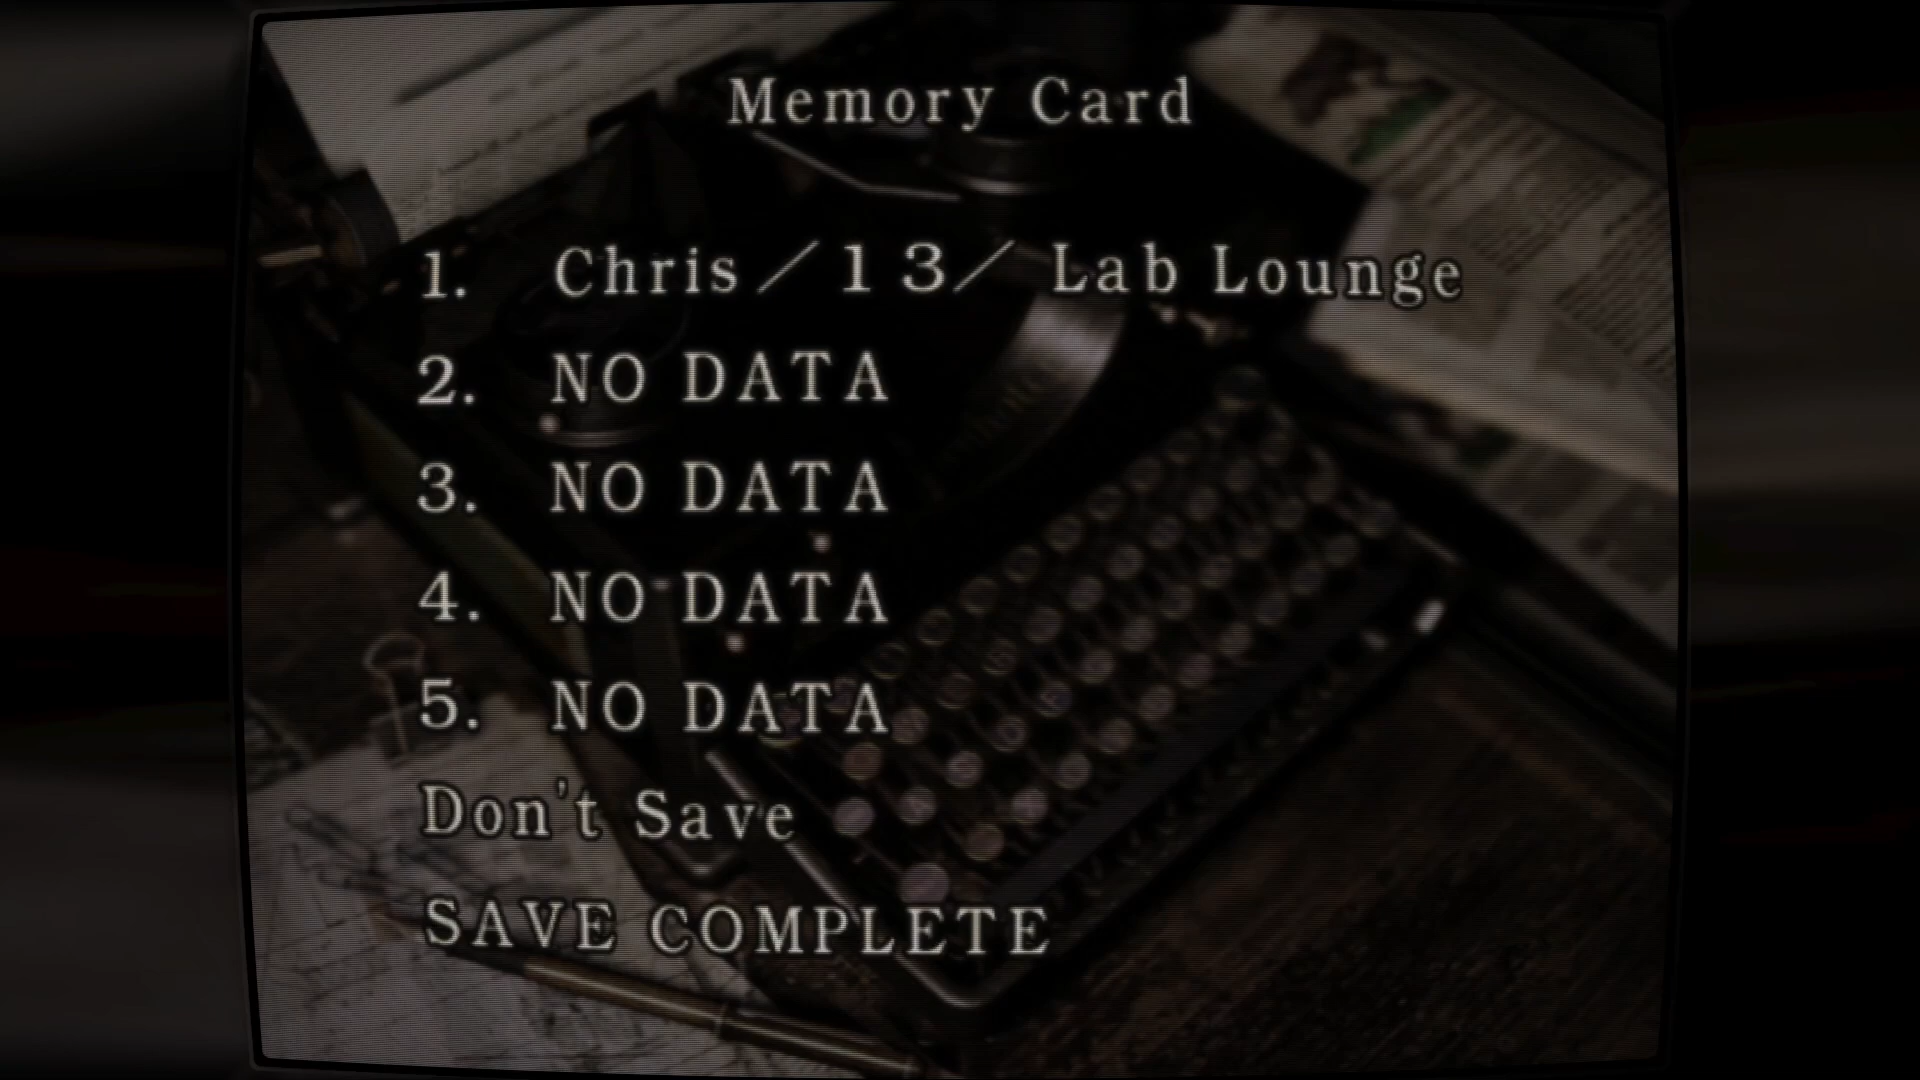 Memory Card
1. Chris／１３／ Lab Lounge
2. NO DATA
3. NO DATA
4. NO DATA
5. NO DATA
Don't Save
SAVE COMPLETE